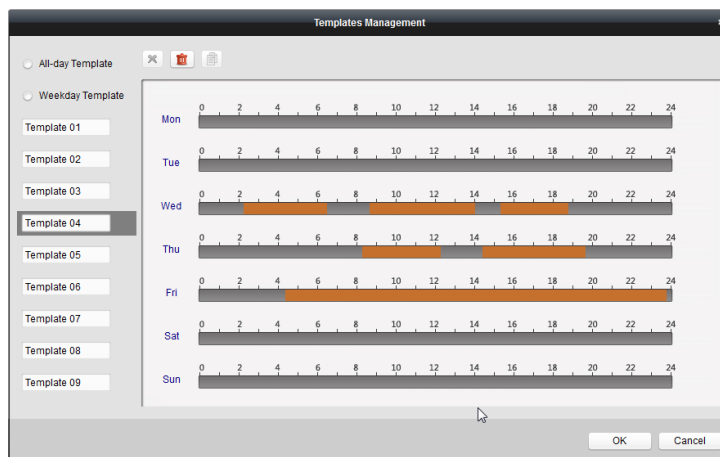 Templates Management
All-day Template
Weekday Template
Template 01
Template 02
Template 03
Template 04
Template 05
Template 06
Template 07
Template 08
Template 09
0 2 4 6 8 10 12 14 16 18 20 22 24
Mon
0 2 4 6 8 10 12 14 16 18 20 22 24
Tue
0 2 4 6 8 10 12 14 16 18 20 22 24
Wed
0 2 4 6 8 10 12 14 16 18 20 22 24
Thu
0 2 4 6 8 10 12 14 16 18 20 22 24
Fri
0 2 4 6 8 10 12 14 16 18 20 22 24
Sat
0 2 4 6 8 10 12 14 16 18 20 22 24
Sun
OK Cancel